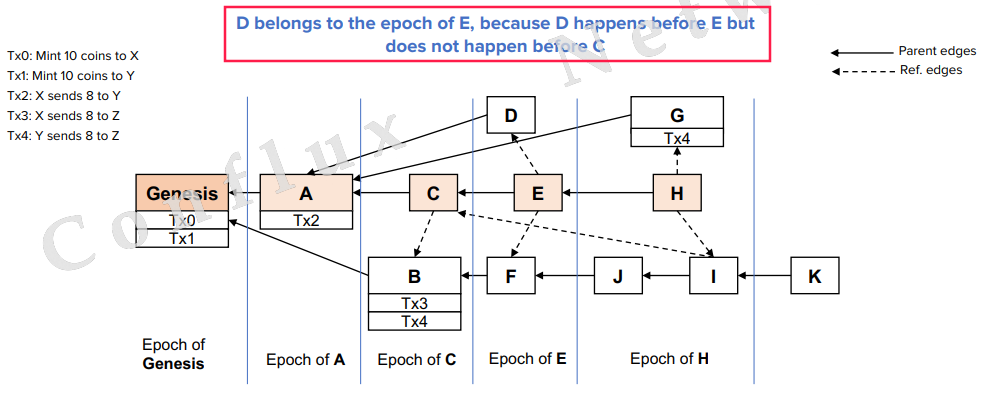 D belongs to the epoch of E, because D happens before E but
does not happen before C
Tx0: Mint 10 coins to X
Tx1: Mint 10 coins to Y
Tx2: X sends 8 to Y
Tx3: X sends 8 to Z
Tx4: Y sends 8 to Z
Parent edges
Ref. edges
D
G
Tx4
Genesis
Tx0
Tx1
A
Tx2
C
E
H
B
Tx3
Tx4
F
J
I
K
Epoch of
Genesis
Epoch of A
Epoch of C
Epoch of E
Epoch of H
Conflux Netw